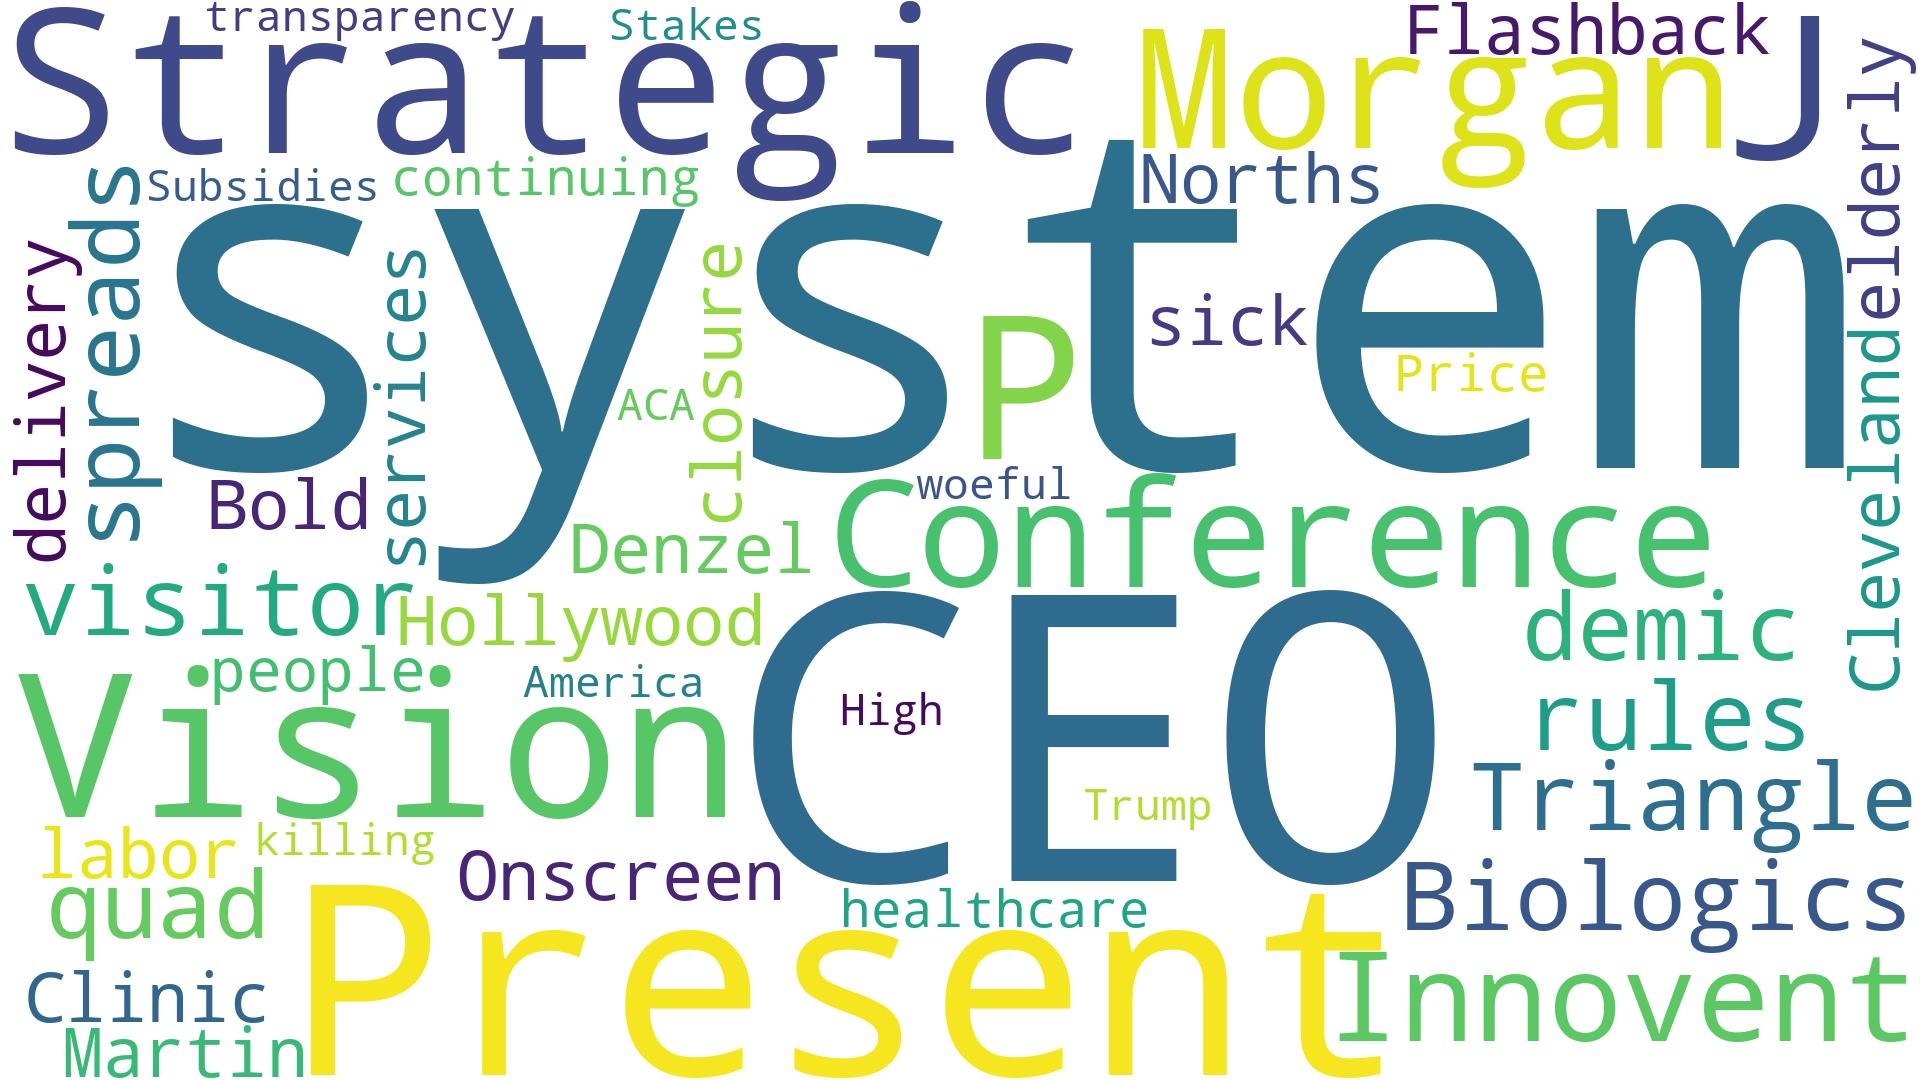 transparency
Stakes
Flashback
Strategic
Morgan
J
elderly
Subsidies
continuing
Norths
spreads
delivery
system
services
closure
sick
P
Price
ACA
Cleveland
woeful
Bold
Conference
Denzel
visitor
Hollywood
demic
people
America
Vision
High
CEO
rules
Trump
Triangle
labor
killing
Onscreen
quad
healthcare
Biologics
Present
Clinic
Innovent
Martin